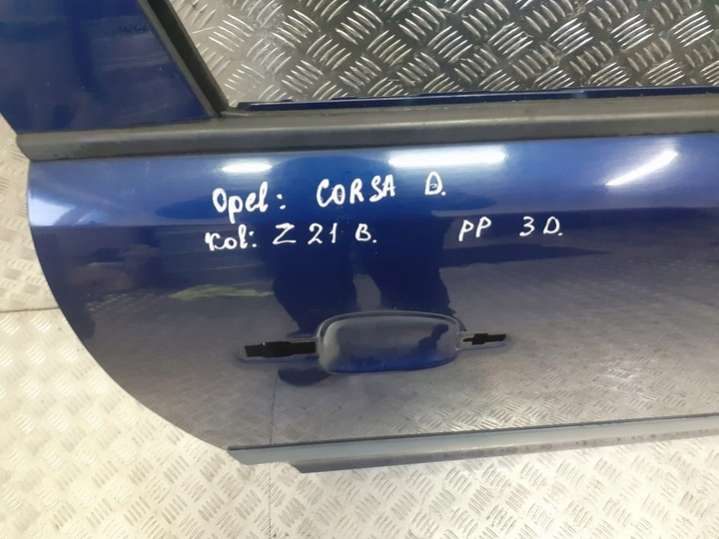 Opel: CORSA D.
Kol: Z 21 B. PP 3D.